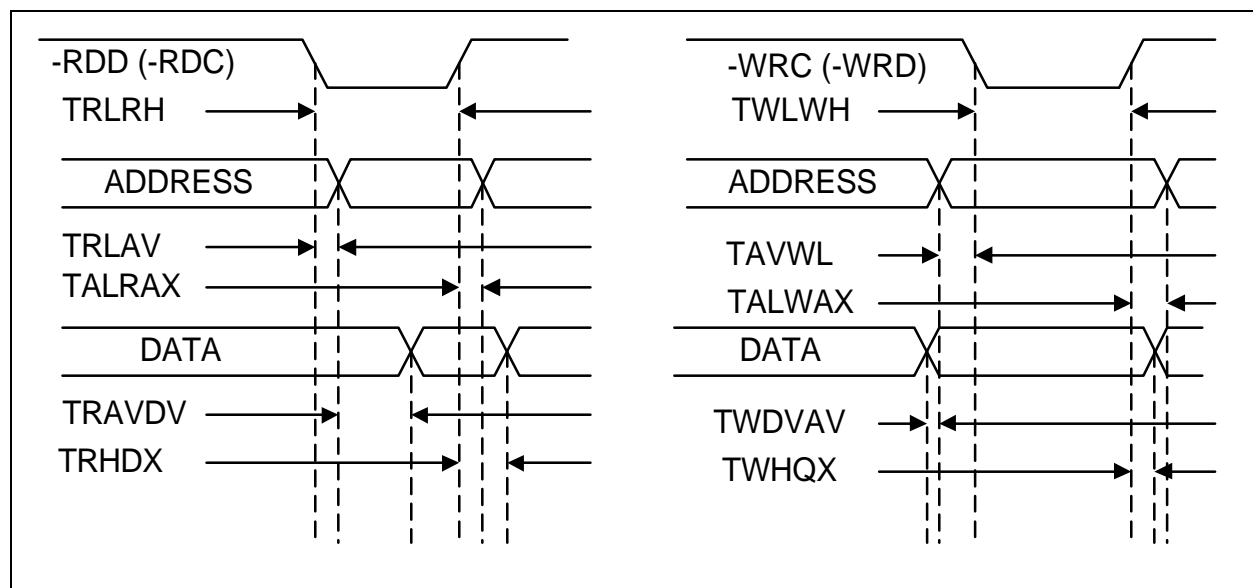 -RDD (-RDC)
TRLRH
ADDRESS
TRLAV
TALRAX
DATA
TRAVDV
TRHDX
-WRC (-WRD)
TWLWH
ADDRESS
TAVWL
TALWAX
DATA
TWDVAV
TWHQX